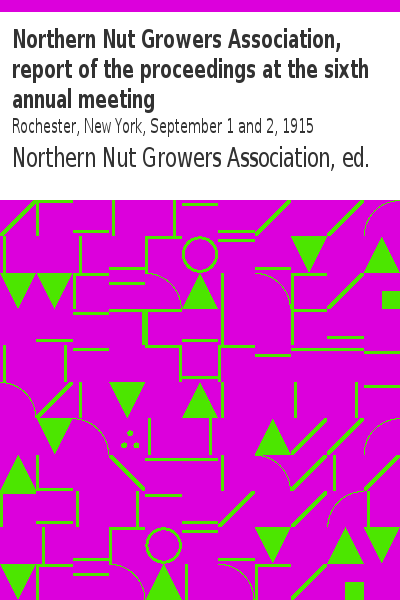 Northern Nut Growers Association,
report of the proceedings at the sixth
annual meeting
Rochester, New York, September 1 and 2, 1915
Northern Nut Growers Association, ed.